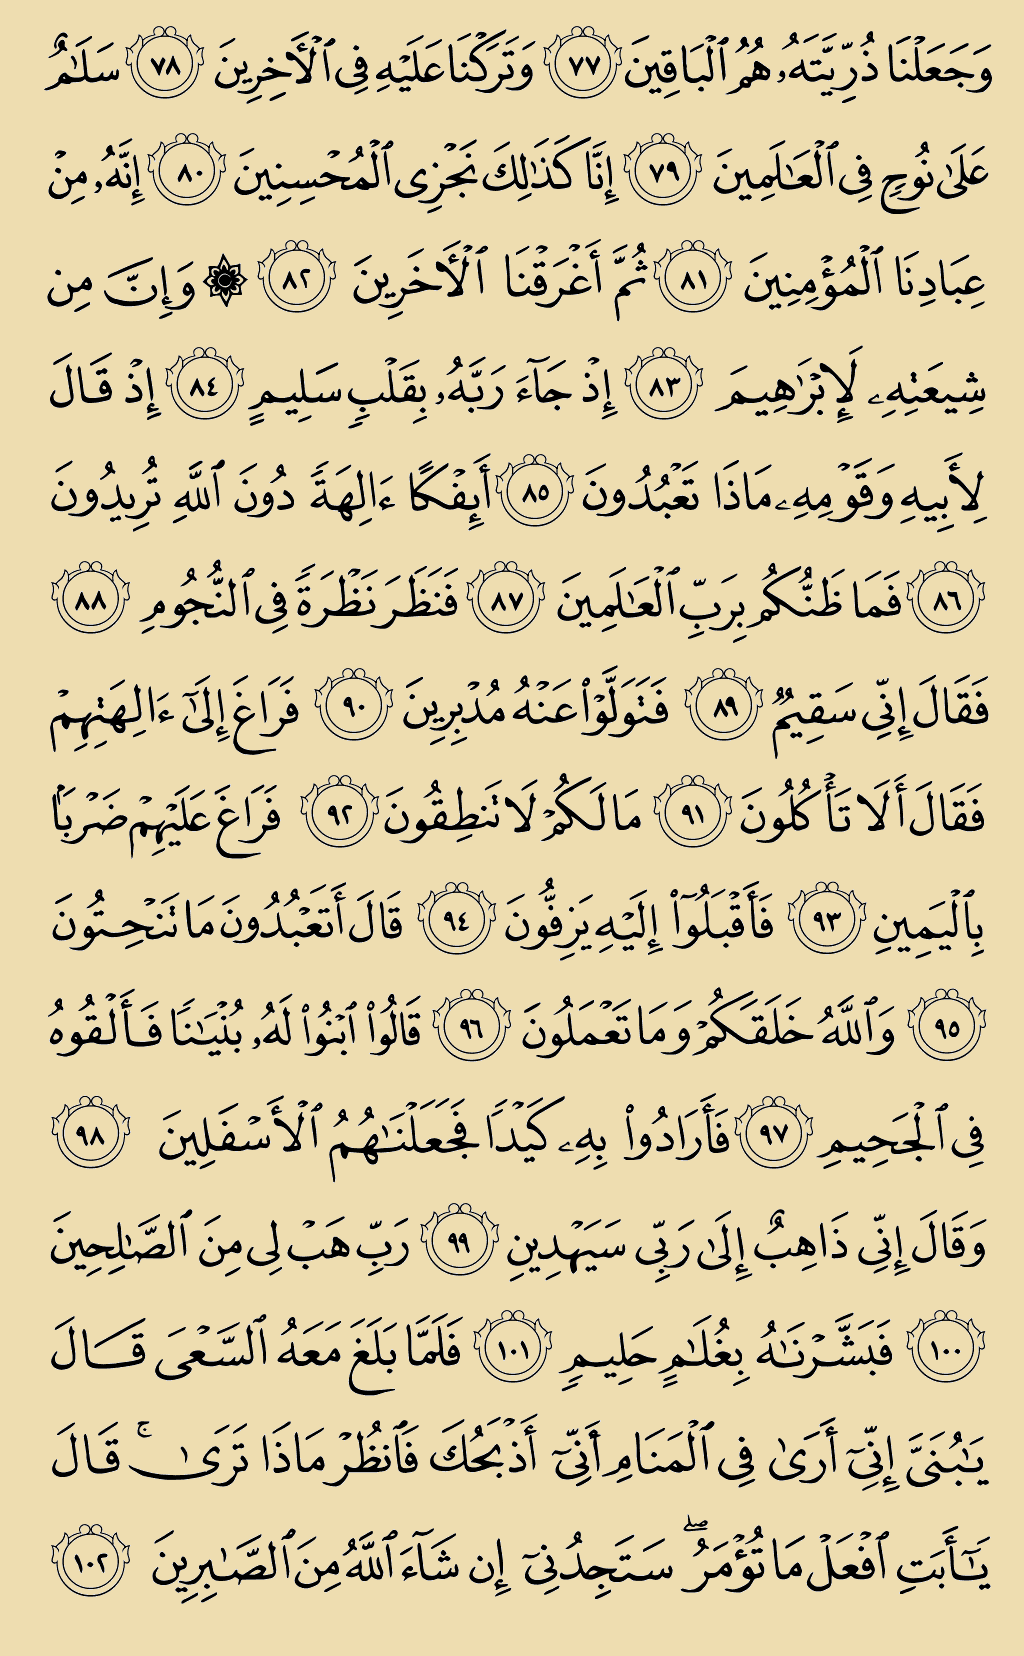 وَجَعَلْنَا ذُرِّيَّتَهُۥ هُمُ ٱلْبَاقِينَ ٧٧ وَتَرَكْنَا عَلَيْهِ فِى ٱلْأَخِرِينَ ٧٨ سَلَٰمٌ
عَلَىٰ نُوحٍ فِى ٱلْعَٰلَمِينَ ٧٩ إِنَّا كَذَٰلِكَ نَجْزِى ٱلْمُحْسِنِينَ ٨٠ إِنَّهُۥ مِنْ
عِبَادِنَا ٱلْمُؤْمِنِينَ ٨١ ثُمَّ أَغْرَقْنَا ٱلْأَخَرِينَ ٨٢ ۞ وَإِنَّ مِن
شِيعَتِهِۦ لَإِبْرَٰهِيمَ ٨٣ إِذْ جَآءَ رَبَّهُۥ بِقَلْبٍ سَلِيمٍ ٨٤ إِذْ قَالَ
لِأَبِيهِ وَقَوْمِهِۦ مَاذَا تَعْبُدُونَ ٨٥ أَئِفْكًا ءَالِهَةً دُونَ ٱللَّهِ تُرِيدُونَ
٨٦ فَمَا ظَنُّكُم بِرَبِّ ٱلْعَٰلَمِينَ ٨٧ فَنَظَرَ نَظْرَةً فِى ٱلنُّجُومِ ٨٨
فَقَالَ إِنِّى سَقِيمٌ ٨٩ فَتَوَلَّوْا۟ عَنْهُ مُدْبِرِينَ ٩٠ فَرَاغَ إِلَىٰٓ ءَالِهَتِهِمْ
فَقَالَ أَلَا تَأْكُلُونَ ٩١ مَا لَكُمْ لَا تَنطِقُونَ ٩٢ فَرَاغَ عَلَيْهِمْ ضَرْبًۢا
بِٱلْيَمِينِ ٩٣ فَأَقْبَلُوٓا۟ إِلَيْهِ يَزِفُّونَ ٩٤ قَالَ أَتَعْبُدُونَ مَا تَنْحِتُونَ
٩٥ وَٱللَّهُ خَلَقَكُمْ وَمَا تَعْمَلُونَ ٩٦ قَالُوا۟ ٱبْنُوا۟ لَهُۥ بُنْيَٰنًا فَأَلْقُوهُ
فِى ٱلْجَحِيمِ ٩٧ فَأَرَادُوا۟ بِهِۦ كَيْدًا فَجَعَلْنَٰهُمُ ٱلْأَسْفَلِينَ ٩٨
وَقَالَ إِنِّى ذَاهِبٌ إِلَىٰ رَبِّى سَيَهْدِينِ ٩٩ رَبِّ هَبْ لِى مِنَ ٱلصَّٰلِحِينَ
١٠٠ فَبَشَّرْنَٰهُ بِغُلَٰمٍ حَلِيمٍ ١٠١ فَلَمَّا بَلَغَ مَعَهُ ٱلسَّعْىَ قَالَ
يَٰبُنَىَّ إِنِّىٓ أَرَىٰ فِى ٱلْمَنَامِ أَنِّىٓ أَذْبَحُكَ فَٱنظُرْ مَاذَا تَرَىٰ ۚ قَالَ
يَٰٓأَبَتِ ٱفْعَلْ مَا تُؤْمَرُ ۖ سَتَجِدُنِىٓ إِن شَآءَ ٱللَّهُ مِنَ ٱلصَّٰبِرِينَ ١٠٢